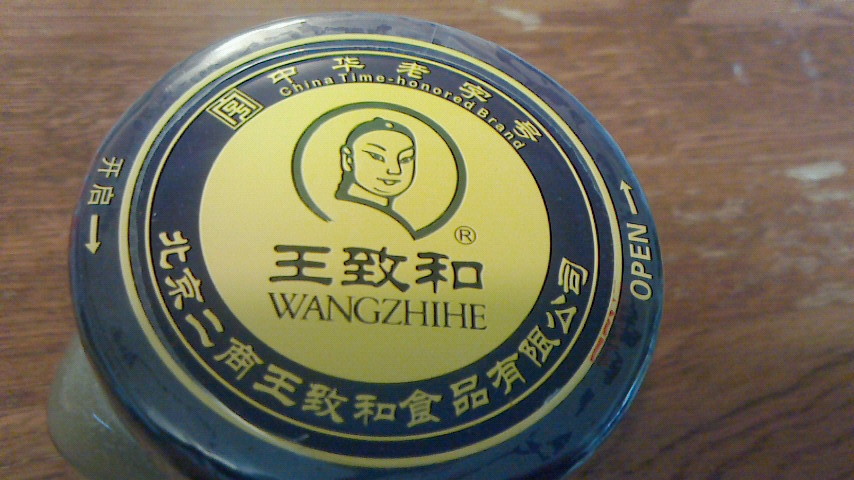 中华老字号
China Time-honored Brand
王致和
WANGZHIHE
®
北京二商王致和食品有限公司
开启
OPEN